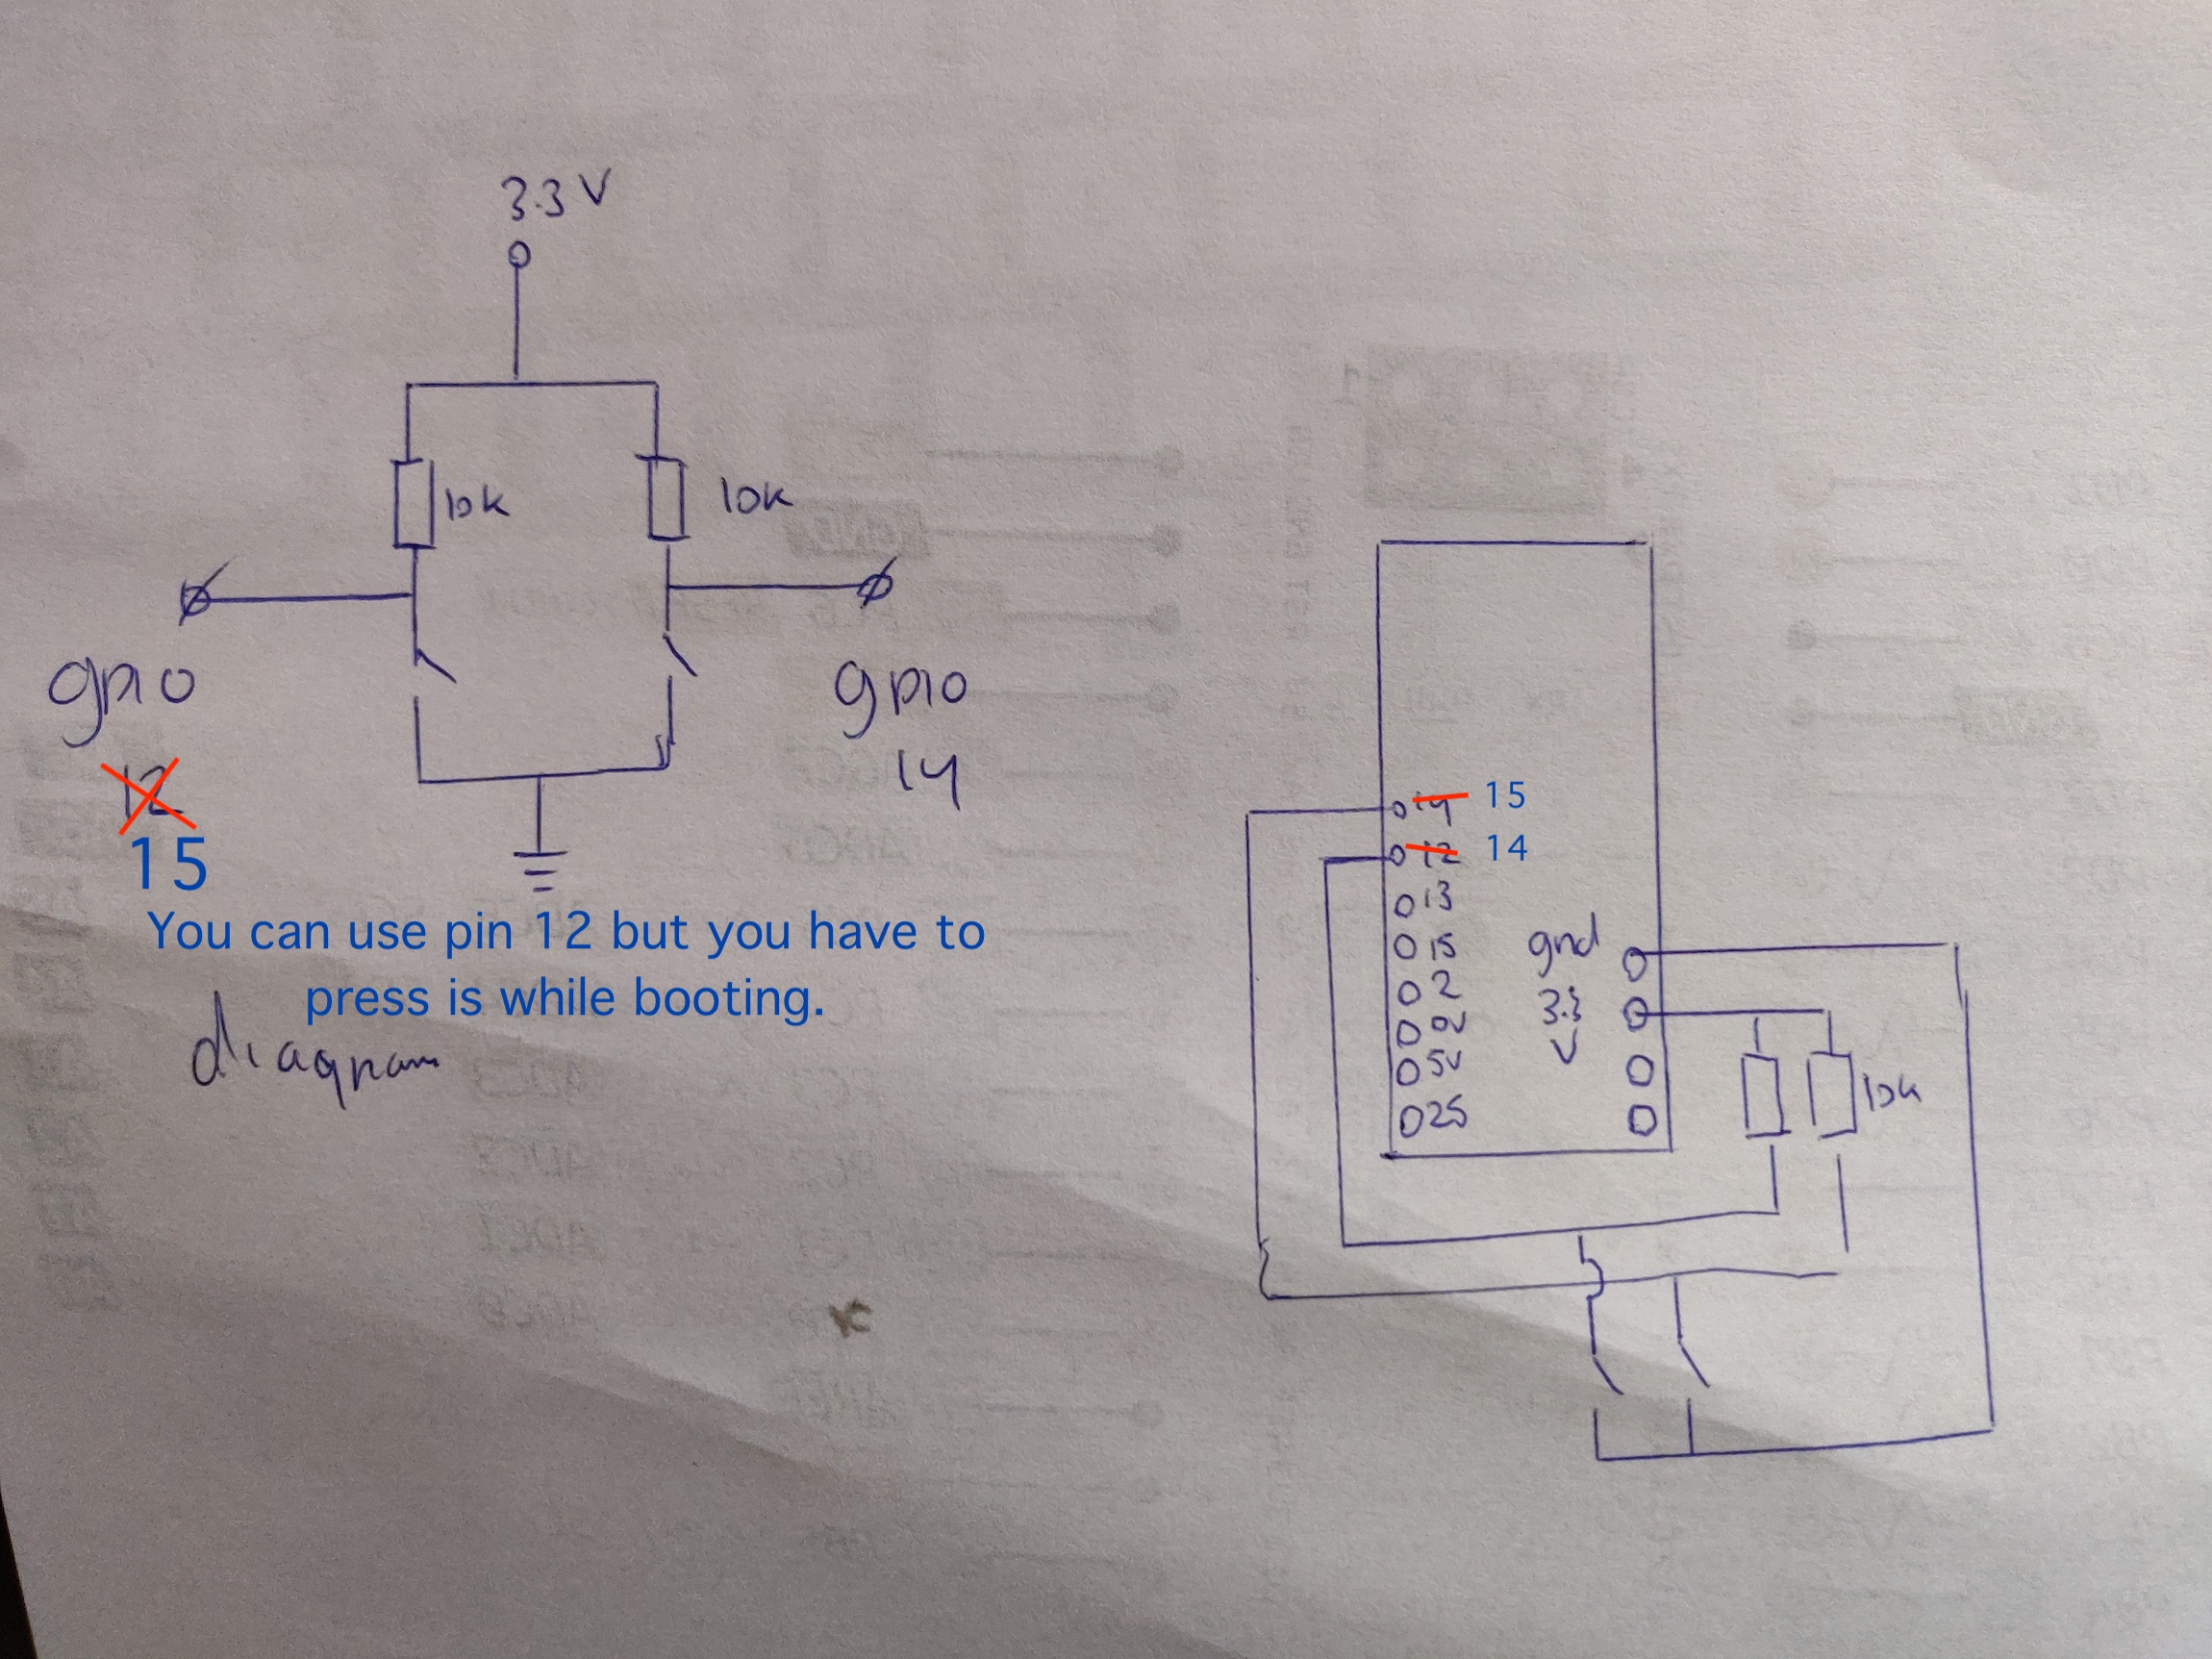 3.3 V
10k
10k
gpio
12
15
gpio
14
You can use pin 12 but you have to
press is while booting.
diagram
14 15
12 14
13
15
2
0V
5V
25
gnd
3.3
V
10k